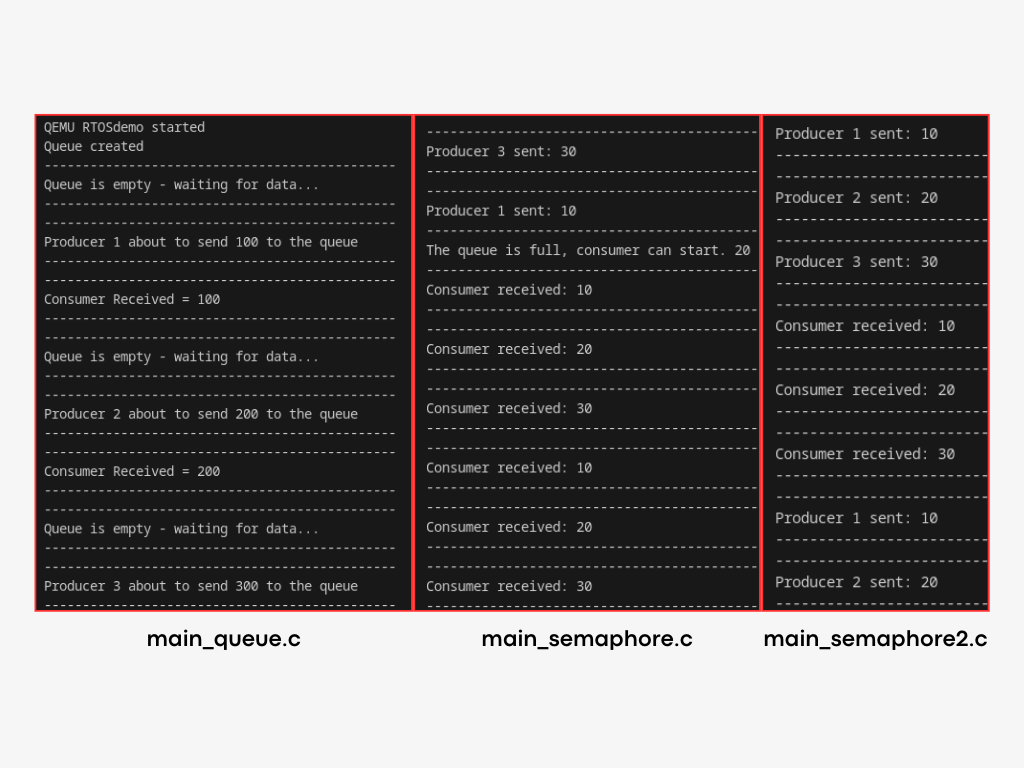 QEMU RTOSdemo started
Queue created
----------------------------------------------
Queue is empty - waiting for data...
----------------------------------------------
----------------------------------------------
Producer 1 about to send 100 to the queue
----------------------------------------------
----------------------------------------------
Consumer Received = 100
----------------------------------------------
----------------------------------------------
Queue is empty - waiting for data...
----------------------------------------------
----------------------------------------------
Producer 2 about to send 200 to the queue
----------------------------------------------
----------------------------------------------
Consumer Received = 200
----------------------------------------------
----------------------------------------------
Queue is empty - waiting for data...
----------------------------------------------
----------------------------------------------
Producer 3 about to send 300 to the queue
----------------------------------------------
main_queue.c
------------------------------------------
Producer 3 sent: 30
------------------------------------------
------------------------------------------
Producer 1 sent: 10
------------------------------------------
The queue is full, consumer can start. 20
------------------------------------------
Consumer received: 10
------------------------------------------
------------------------------------------
Consumer received: 20
------------------------------------------
------------------------------------------
Consumer received: 30
------------------------------------------
------------------------------------------
Consumer received: 10
------------------------------------------
------------------------------------------
Consumer received: 20
------------------------------------------
------------------------------------------
Consumer received: 30
------------------------------------------
main_semaphore.c
Producer 1 sent: 10
-------------------------
-------------------------
Producer 2 sent: 20
-------------------------
-------------------------
Producer 3 sent: 30
-------------------------
-------------------------
Consumer received: 10
-------------------------
-------------------------
Consumer received: 20
-------------------------
-------------------------
Consumer received: 30
-------------------------
-------------------------
Producer 1 sent: 10
-------------------------
-------------------------
Producer 2 sent: 20
-------------------------
main_semaphore2.c